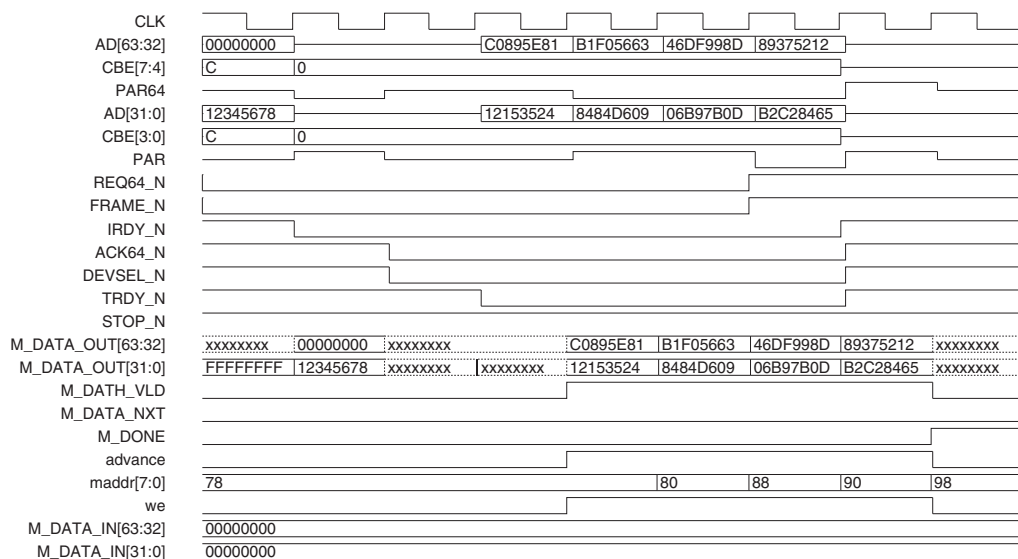 CLK
AD[63:32] 00000000 C0895E81 B1F05663 46DF998D 89375212
CBE[7:4] C 0
PAR64
AD[31:0] 12345678 12153524 8484D609 06B97B0D B2C28465
CBE[3:0] C 0
PAR
REQ64_N
FRAME_N
IRDY_N
ACK64_N
DEVSEL_N
TRDY_N
STOP_N
M_DATA_OUT[63:32] xxxxxxxx 00000000 xxxxxxxx C0895E81 B1F05663 46DF998D 89375212 xxxxxxxx
M_DATA_OUT[31:0] FFFFFFFF 12345678 xxxxxxxx xxxxxxxx 12153524 8484D609 06B97B0D B2C28465 xxxxxxxx
M_DATH_VLD
M_DATA_NXT
M_DONE
advance
maddr[7:0] 78 80 88 90 98
we
M_DATA_IN[63:32] 00000000
M_DATA_IN[31:0] 00000000